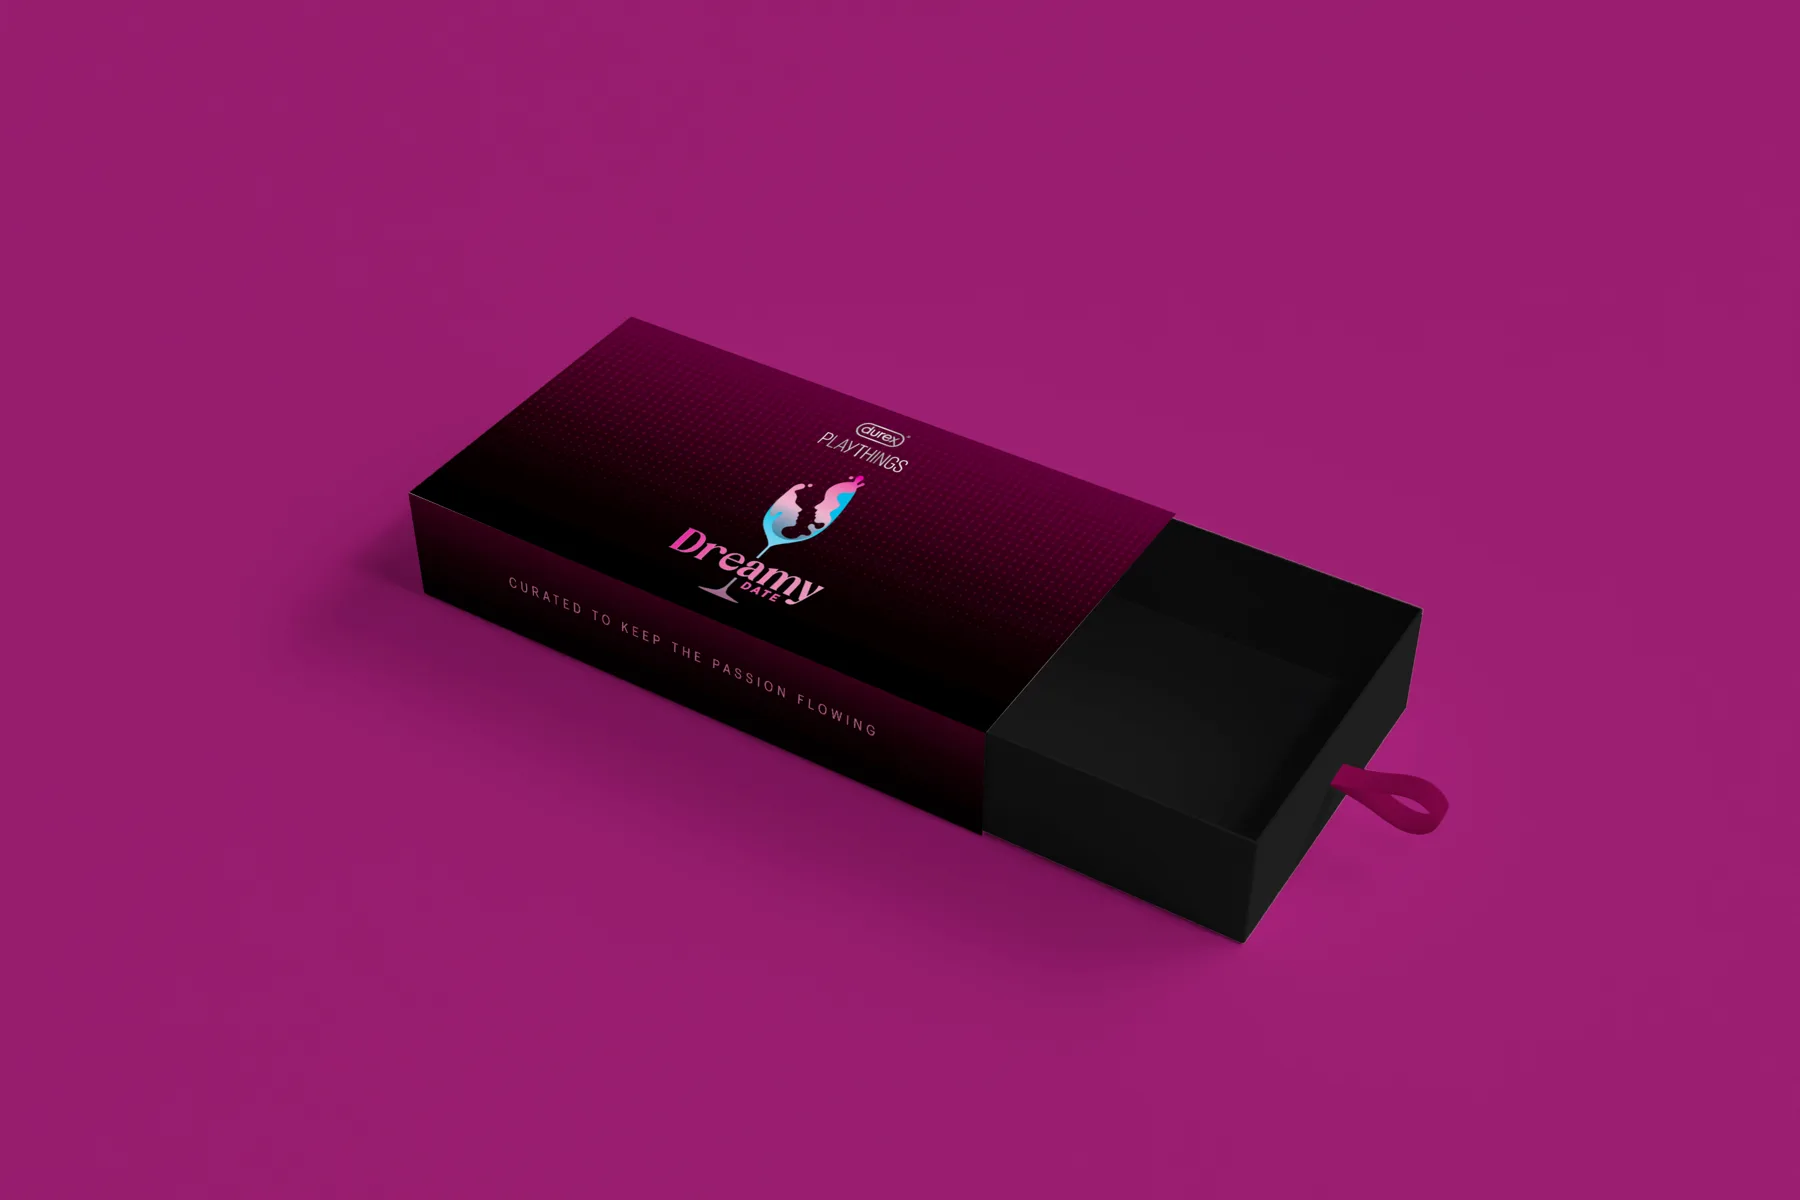 durex
PLAYTHINGS
Dreamy
DATE
CURATED TO KEEP THE PASSION FLOWING